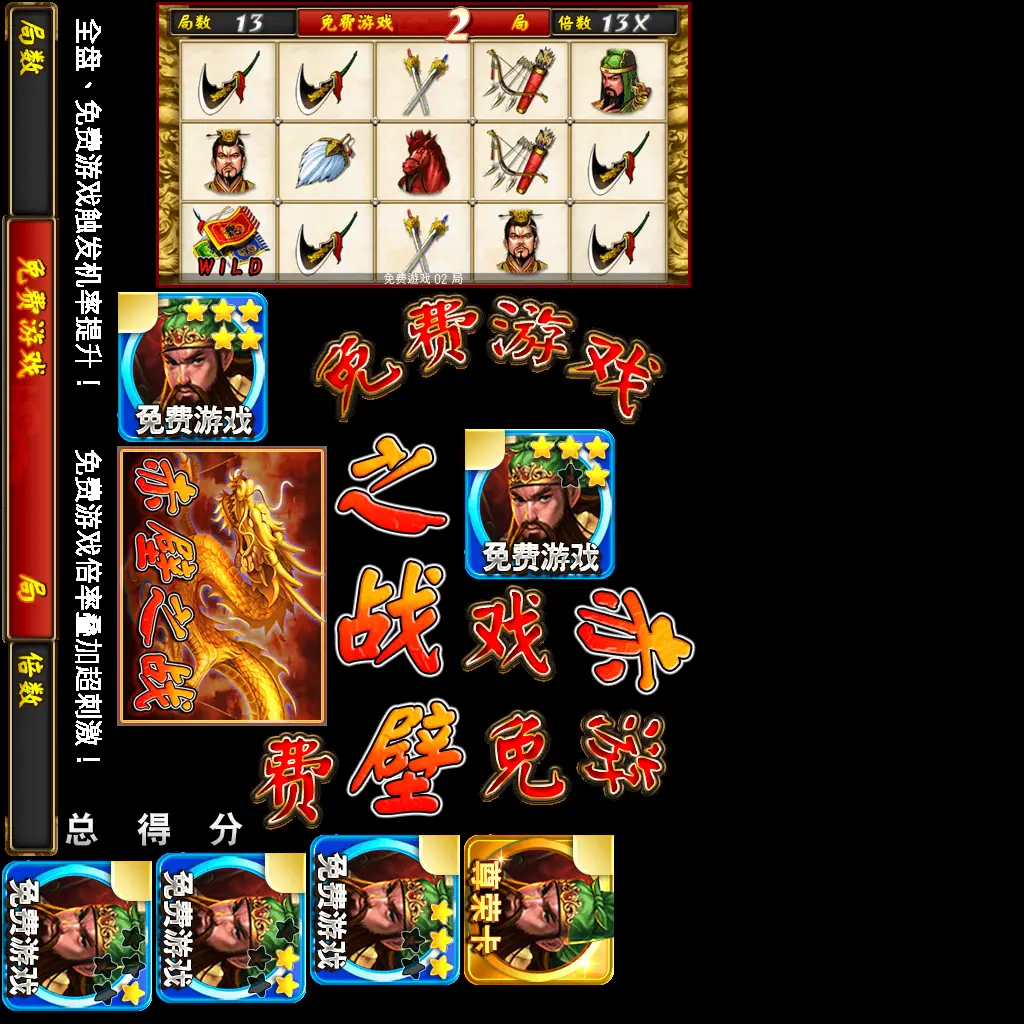 局数 13 免费游戏 2 局 倍数 13X
WILD
免费遊戏 02 局
局数
免费游戏
局
倍数
全盘、免费游戏触发机率提升！
免费游戏倍率叠加超刺激！
免费游戏
免费游戏
赤壁之战
之
免费游戏
战
戏
赤
费
壁
免
游
总得分
免费游戏
免费游戏
免费游戏
尊荣卡